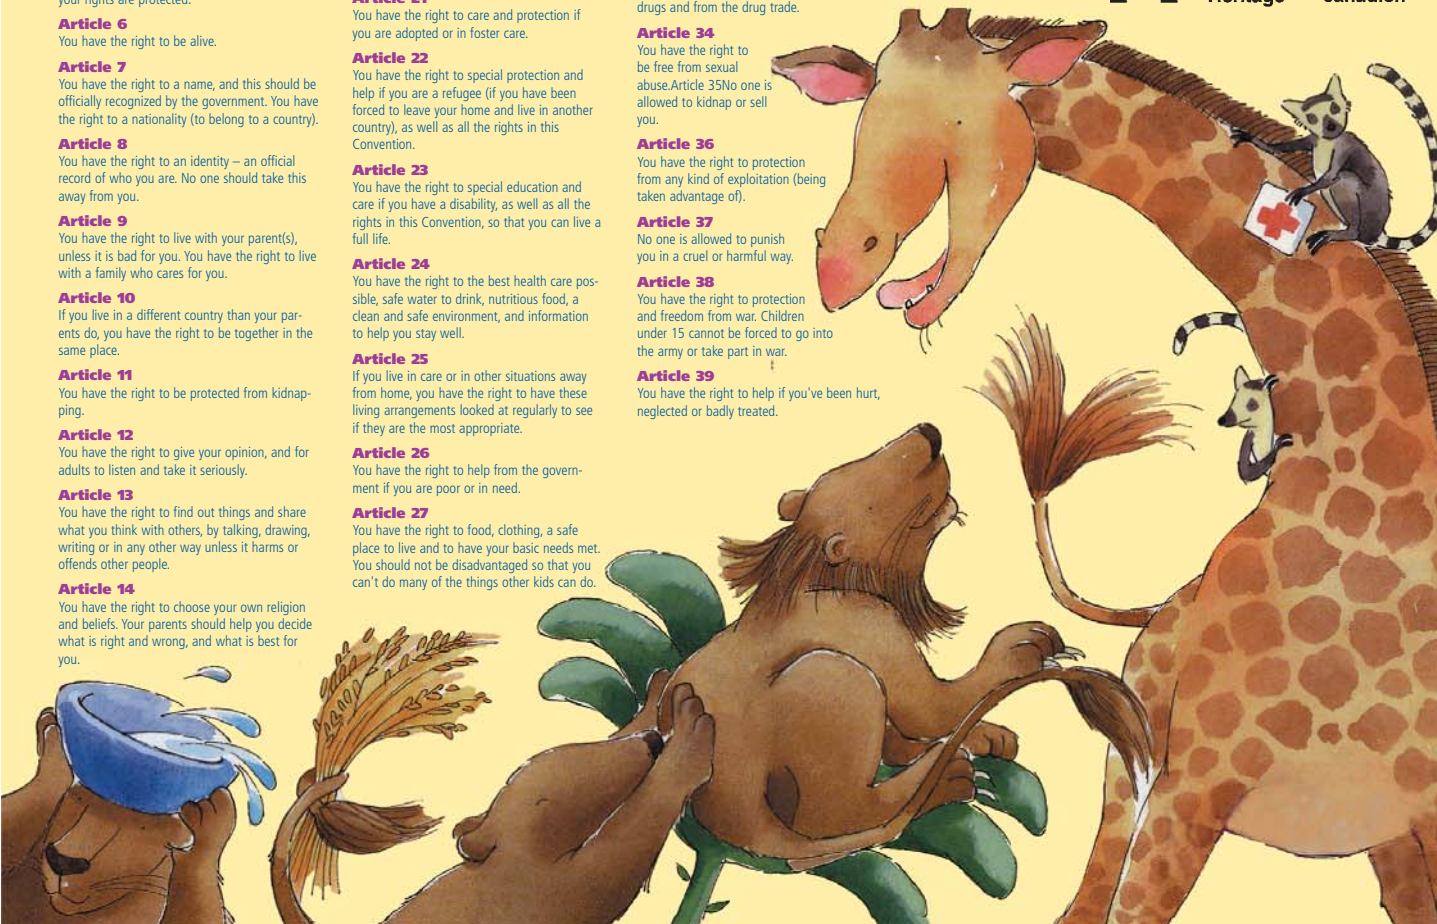 your rights are protected.
Article 6
You have the right to be alive.
Article 7
You have the right to a name, and this should be
officially recognized by the government. You have
the right to a nationality (to belong to a country).
Article 8
You have the right to an identity – an official
record of who you are. No one should take this
away from you.
Article 9
You have the right to live with your parent(s),
unless it is bad for you. You have the right to live
with a family who cares for you.
Article 10
If you live in a different country than your par-
ents do, you have the right to be together in the
same place.
Article 11
You have the right to be protected from kidnap-
ping.
Article 12
You have the right to give your opinion, and for
adults to listen and take it seriously.
Article 13
You have the right to find out things and share
what you think with others, by talking, drawing,
writing or in any other way unless it harms or
offends other people.
Article 14
You have the right to choose your own religion
and beliefs. Your parents should help you decide
what is right and wrong, and what is best for
you.
Article 21
You have the right to care and protection if
you are adopted or in foster care.
Article 22
You have the right to special protection and
help if you are a refugee (if you have been
forced to leave your home and live in another
country), as well as all the rights in this
Convention.
Article 23
You have the right to special education and
care if you have a disability, as well as all the
rights in this Convention, so that you can live a
full life.
Article 24
You have the right to the best health care pos-
sible, safe water to drink, nutritious food, a
clean and safe environment, and information
to help you stay well.
Article 25
If you live in care or in other situations away
from home, you have the right to have these
living arrangements looked at regularly to see
if they are the most appropriate.
Article 26
You have the right to help from the govern-
ment if you are poor or in need.
Article 27
You have the right to food, clothing, a safe
place to live and to have your basic needs met.
You should not be disadvantaged so that you
can't do many of the things other kids can do.
drugs and from the drug trade.
Article 34
You have the right to
be free from sexual
abuse.Article 35No one is
allowed to kidnap or sell
you.
Article 36
You have the right to protection
from any kind of exploitation (being
taken advantage of).
Article 37
No one is allowed to punish
you in a cruel or harmful way.
Article 38
You have the right to protection
and freedom from war. Children
under 15 cannot be forced to go into
the army or take part in war.
Article 39
You have the right to help if you've been hurt,
neglected or badly treated.
Heritage canadien